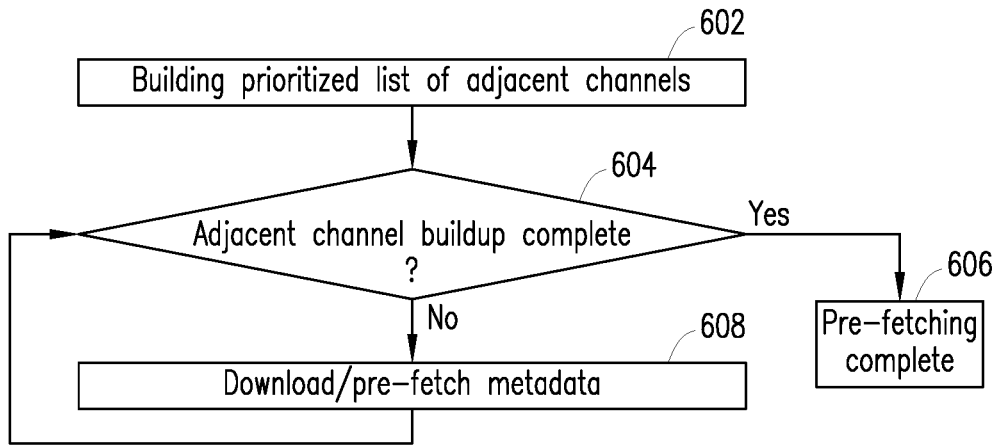 602
Building prioritized list of adjacent channels
604
Adjacent channel buildup complete
?
Yes
606
Pre-fetching
complete
No
608
Download/pre-fetch metadata